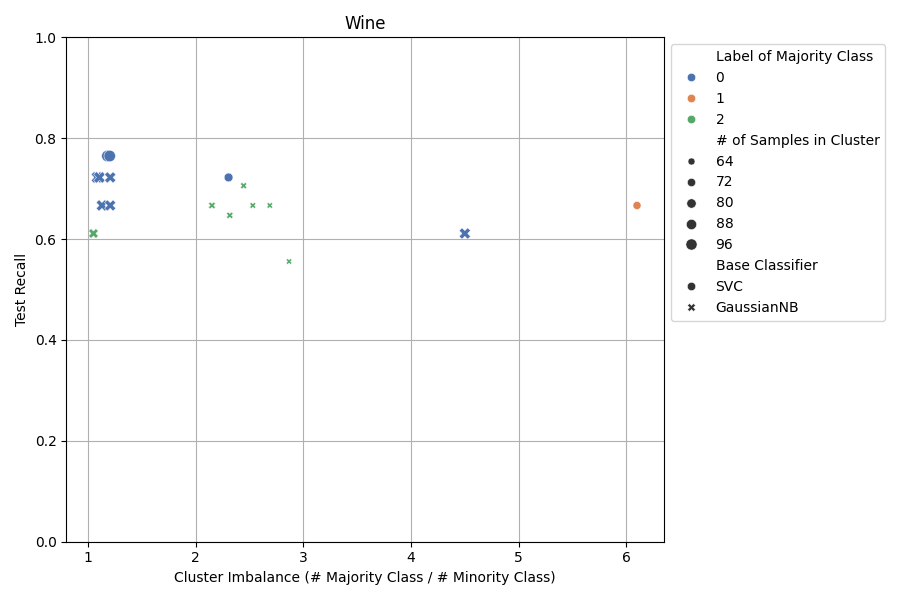 Wine
1.0
0.8
0.6
0.4
0.2
0.0
Test Recall
1 2 3 4 5 6
Cluster Imbalance (# Majority Class / # Minority Class)
Label of Majority Class
0
1
2
# of Samples in Cluster
64
72
80
88
96
Base Classifier
SVC
GaussianNB